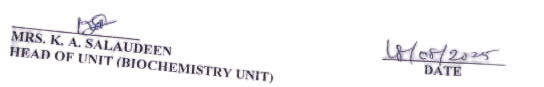 MRS. K. A. SALAUDEEN
HEAD OF UNIT (BIOCHEMISTRY UNIT)
18/08/2025
DATE